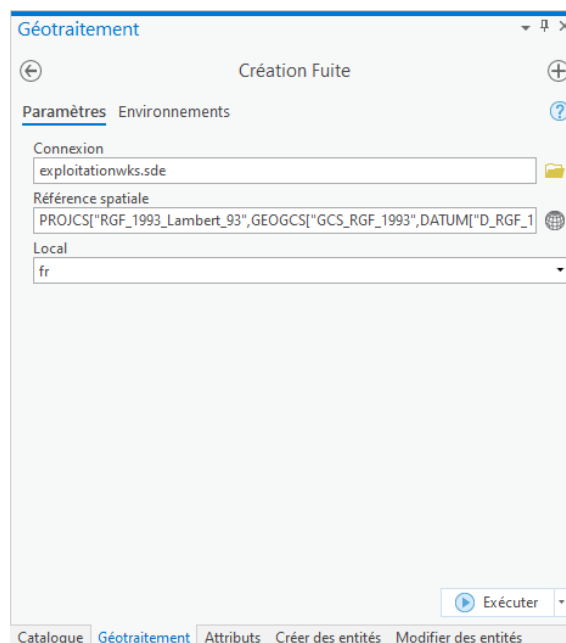 Géotraitement
Création Fuite
Paramètres Environnements
Connexion
exploitationwks.sde
Référence spatiale
PROJCS["RGF_1993_Lambert_93",GEOGCS["GCS_RGF_1993",DATUM["D_RGF_1
Local
fr
Exécuter
Catalogue Géotraitement Attributs Créer des entités Modifier des entités